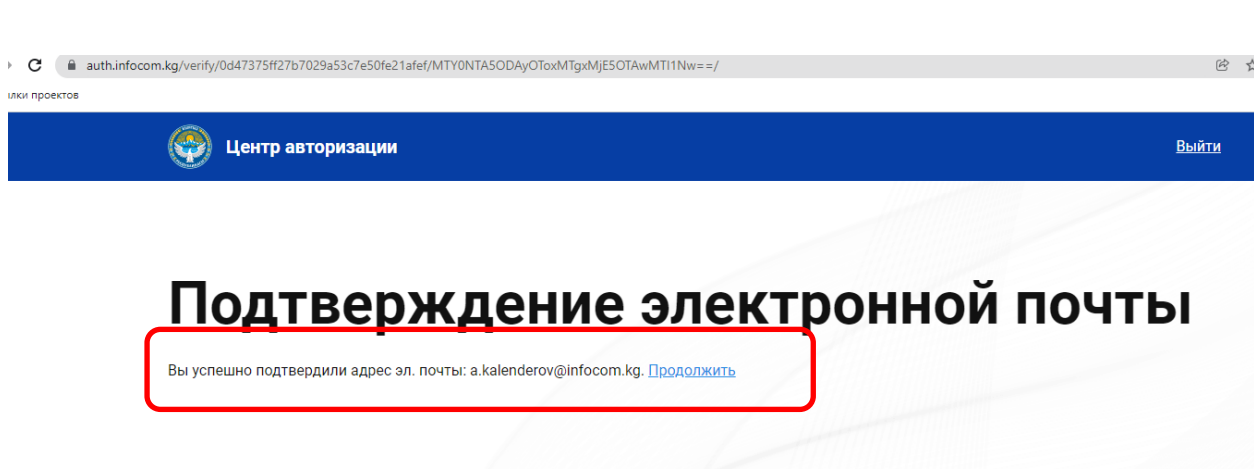 auth.infocom.kg/verify/0d47375ff27b7029a53c7e50fe21afef/MTY0NTA5ODAyOToxMTgxMjE5OTAwMTI1Nw==/
илки проектов
Центр авторизации
Выйти
Подтверждение электронной почты
Вы успешно подтвердили адрес эл. почты: a.kalenderov@infocom.kg. Продолжить